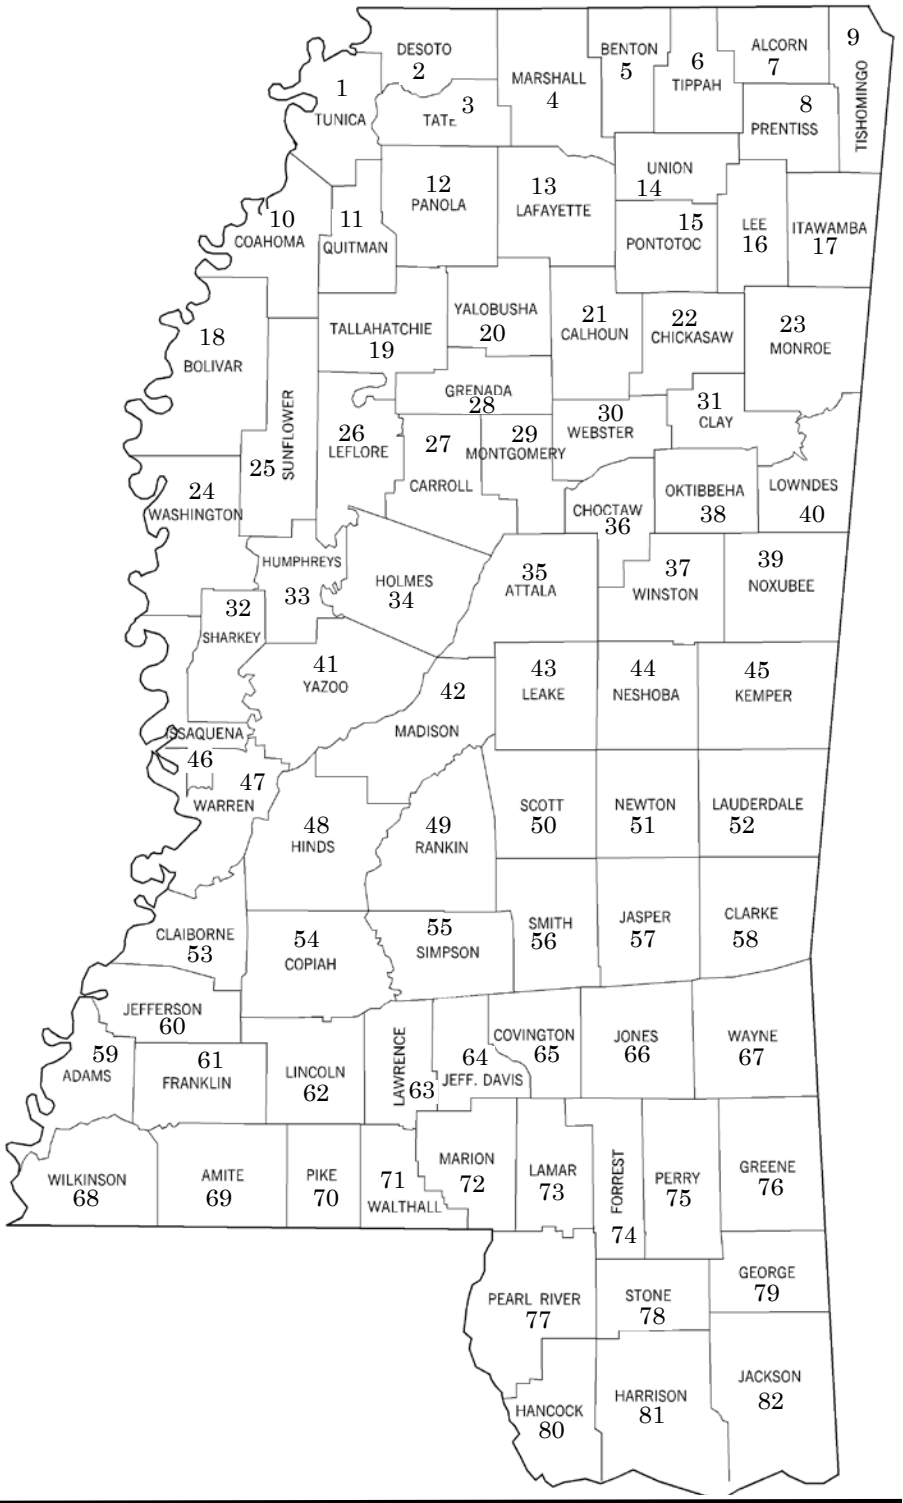 DESOTO
2
1
TUNICA
TATE
3
MARSHALL
4
BENTON
5
6
TIPPAH
ALCORN
7
8
PRENTISS
9
TISHOMINGO
10
COAHOMA
11
QUITMAN
12
PANOLA
13
LAFAYETTE
UNION
14
15
PONTOTOC
LEE
16
ITAWAMBA
17
18
BOLIVAR
TALLAHATCHIE
19
YALOBUSHA
20
21
CALHOUN
22
CHICKASAW
23
MONROE
24
WASHINGTON
25
SUNFLOWER
26
LEFLORE
27
CARROLL
GRENADA
28
29
MONTGOMERY
30
WEBSTER
31
CLAY
32
SHARKEY
HUMPHREYS
33
HOLMES
34
35
ATTALA
CHOCTAW
36
37
WINSTON
OKTIBBEHA
38
39
NOXUBEE
LOWNDES
40
41
YAZOO
42
MADISON
43
LEAKE
44
NESHOBA
45
KEMPER
ISSAQUENA
46
47
WARREN
48
HINDS
49
RANKIN
SCOTT
50
NEWTON
51
LAUDERDALE
52
CLAIBORNE
53
54
COPIAH
55
SIMPSON
SMITH
56
JASPER
57
CLARKE
58
59
ADAMS
JEFFERSON
60
61
FRANKLIN
LINCOLN
62
LAWRENCE
63
64
JEFF. DAVIS
COVINGTON
65
JONES
66
WAYNE
67
WILKINSON
68
AMITE
69
PIKE
70
71
WALTHALL
MARION
72
LAMAR
73
FORREST
74
PERRY
75
GREENE
76
PEARL RIVER
77
STONE
78
GEORGE
79
HANCOCK
80
HARRISON
81
JACKSON
82